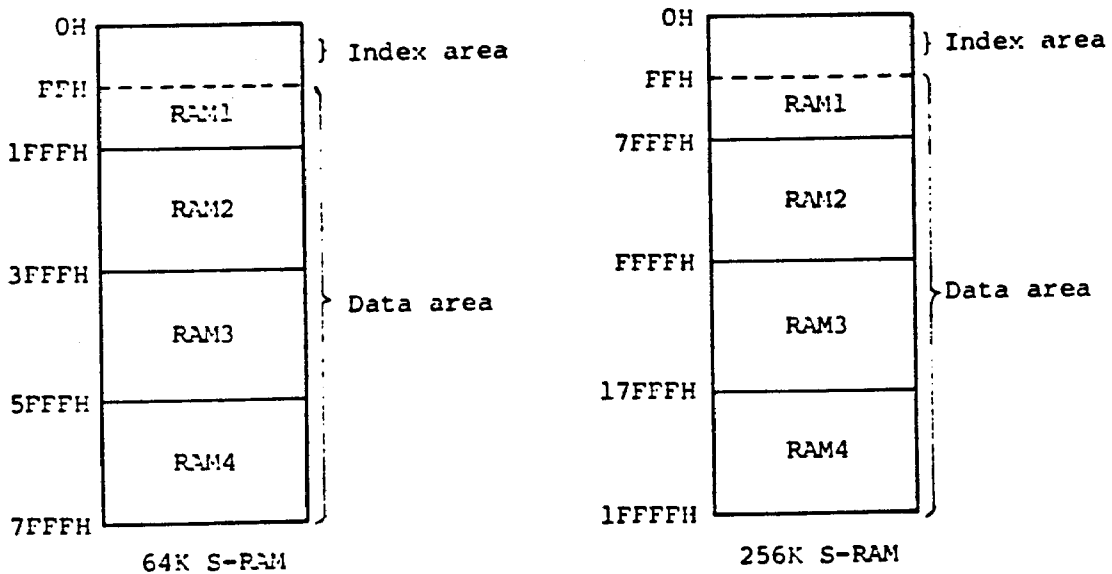 0H
Index area
FFH
RAM1
1FFFH
RAM2
3FFFH
Data area
RAM3
5FFFH
RAM4
7FFFH
64K S-RAM
0H
Index area
FFH
RAM1
7FFFH
RAM2
FFFFH
Data area
RAM3
17FFFH
RAM4
1FFFFH
256K S-RAM